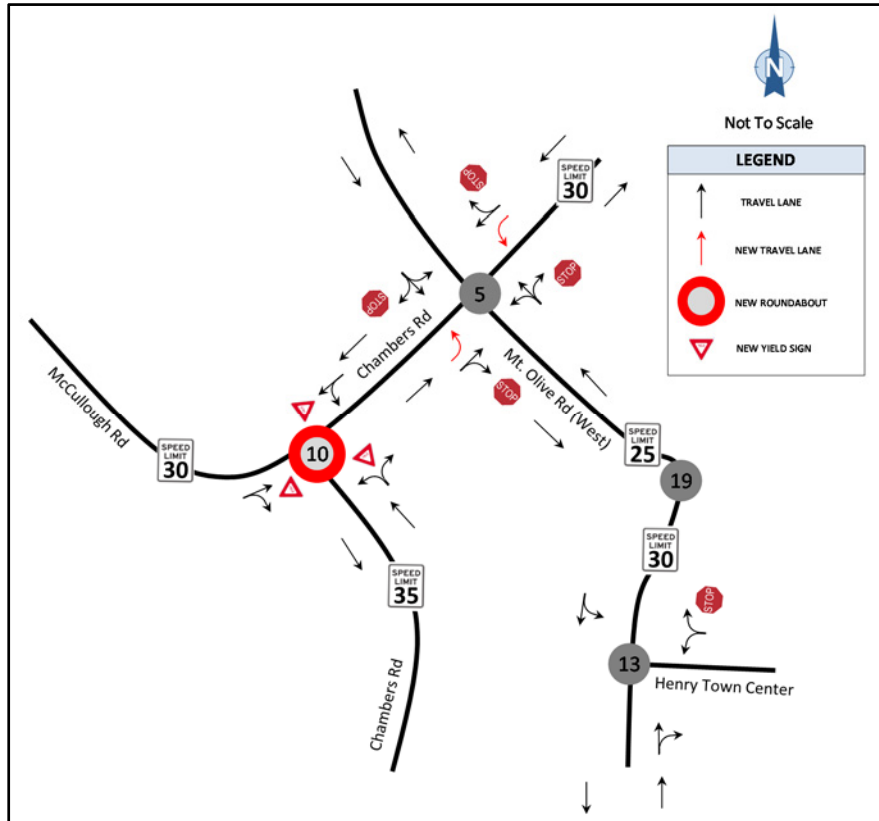 N
Not To Scale
LEGEND
TRAVEL LANE
NEW TRAVEL LANE
NEW ROUNDABOUT
NEW YIELD SIGN
STOP
SPEED
LIMIT
30
STOP
5
STOP
Chambers Rd
STOP
Mt. Olive Rd (West)
McCullough Rd
SPEED
LIMIT
30
10
SPEED
LIMIT
25
19
SPEED
LIMIT
30
SPEED
LIMIT
35
STOP
13
Henry Town Center
Chambers Rd